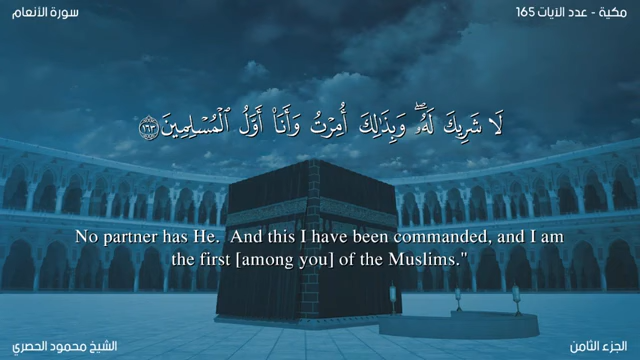 سورة الأنعام
مكية - عدد الآيات 165
لَا شَرِيكَ لَهُۥۖ وَبِذَٰلِكَ أُمِرۡتُ وَأَنَا۠ أَوَّلُ ٱلۡمُسۡلِمِينَ ١٦٣
No partner has He.  And this I have been commanded, and I am
the first [among you] of the Muslims."
الشيخ محمود الحصري
الجزء الثامن